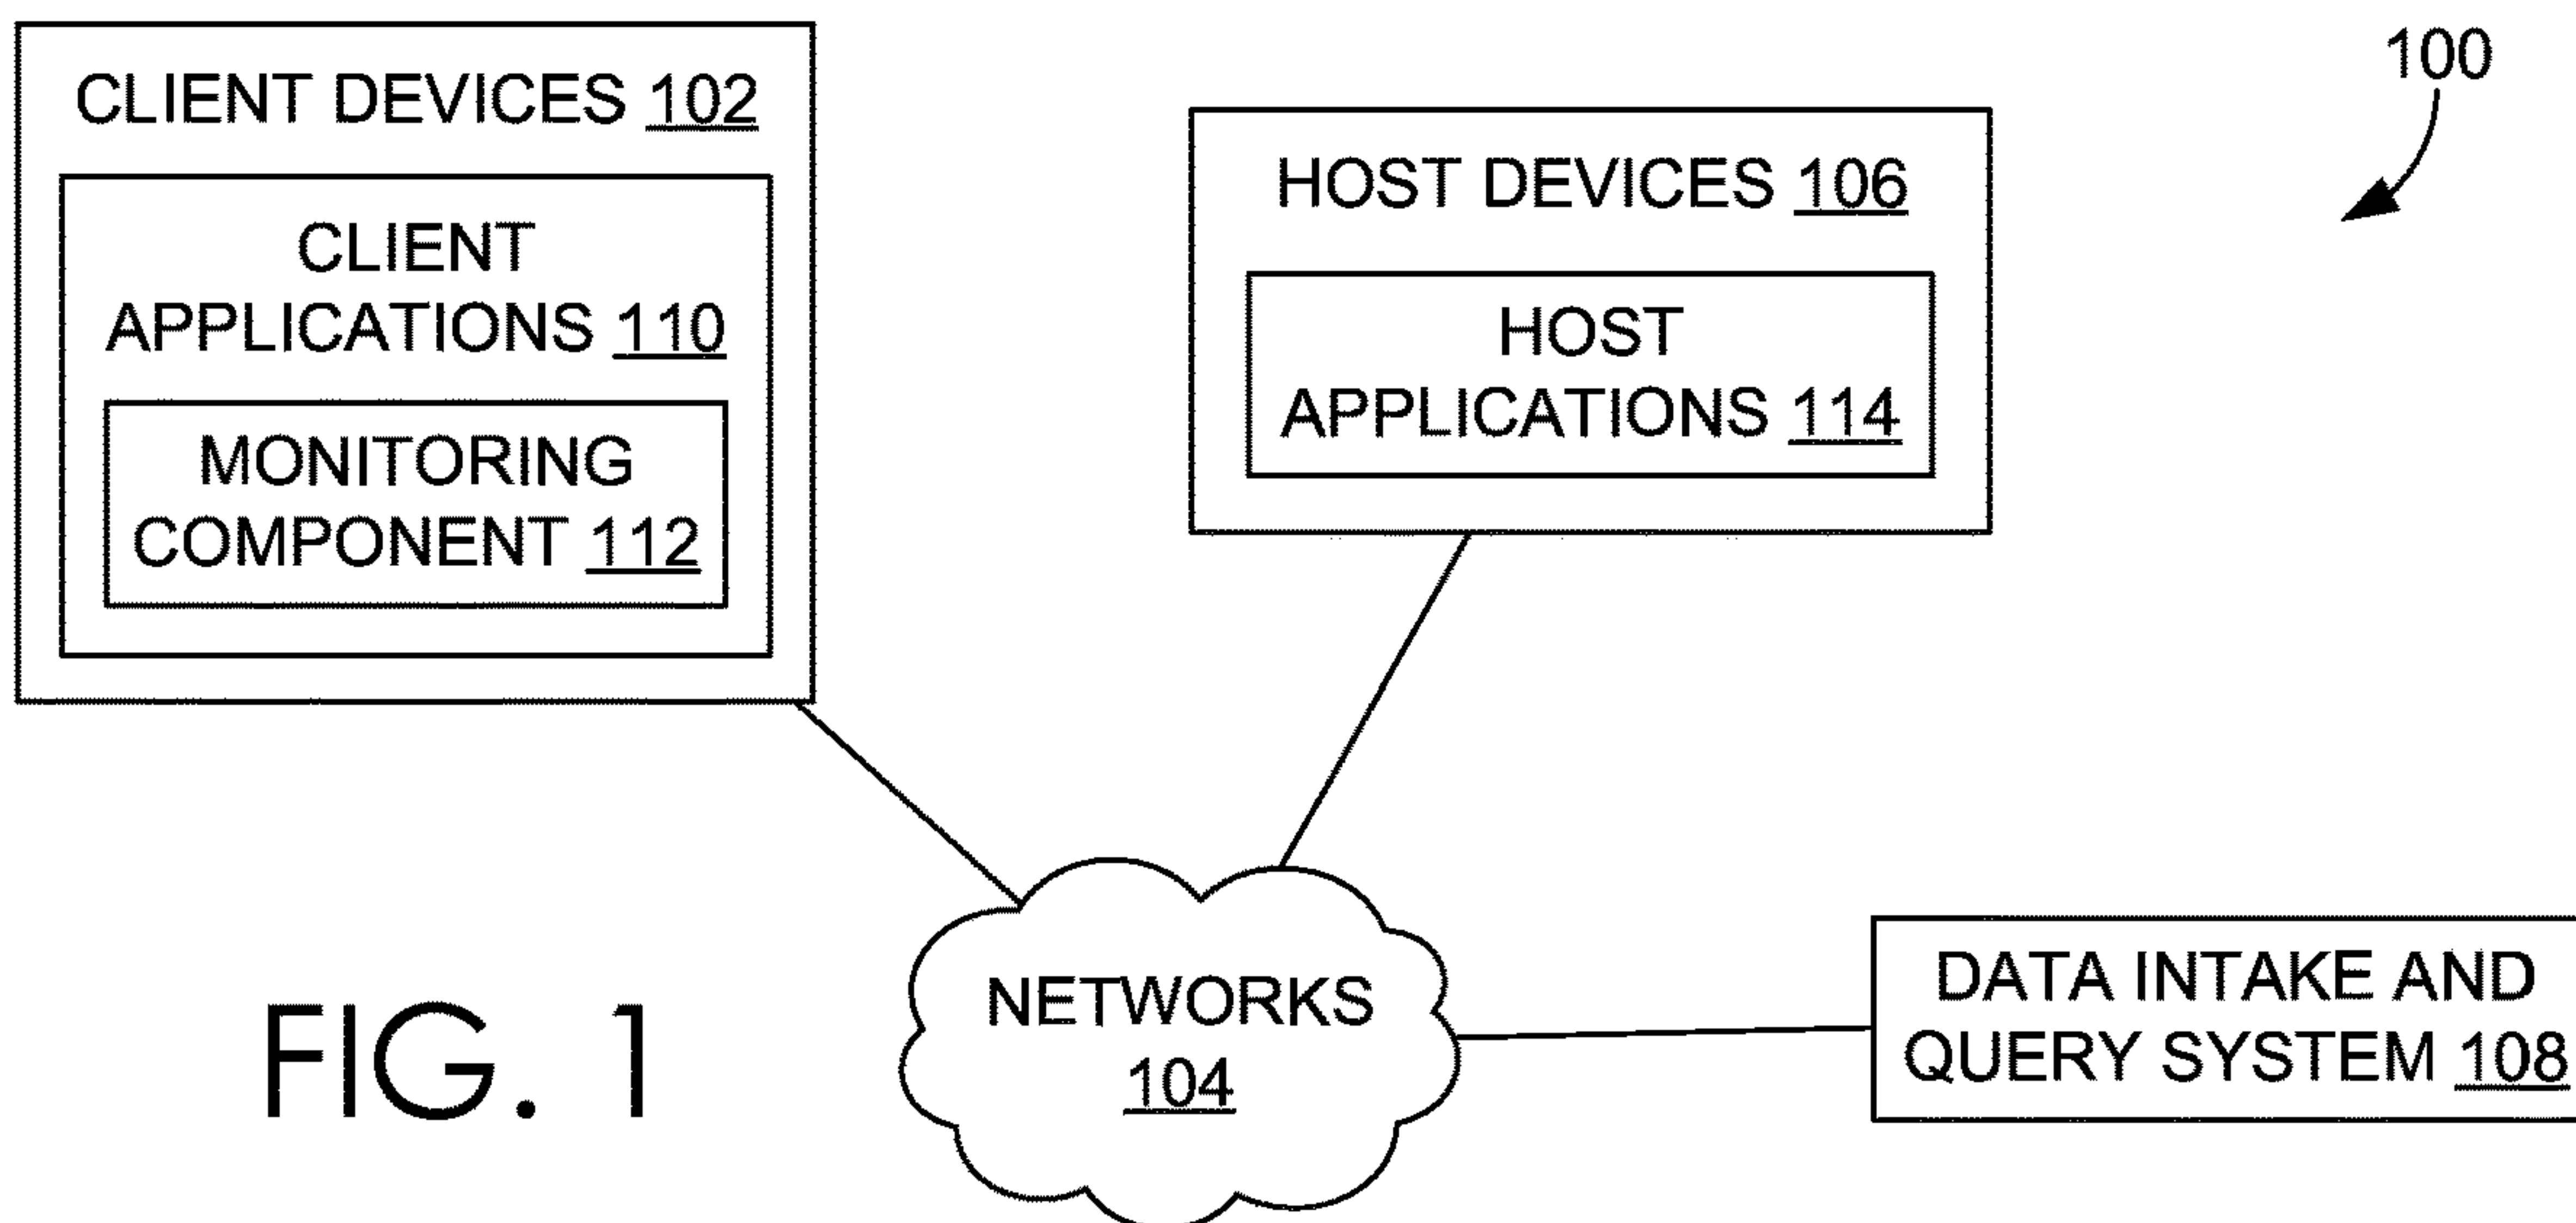 CLIENT DEVICES 102
CLIENT
APPLICATIONS 110
MONITORING
COMPONENT 112
HOST DEVICES 106
HOST
APPLICATIONS 114
100
NETWORKS
104
DATA INTAKE AND
QUERY SYSTEM 108
FIG. 1